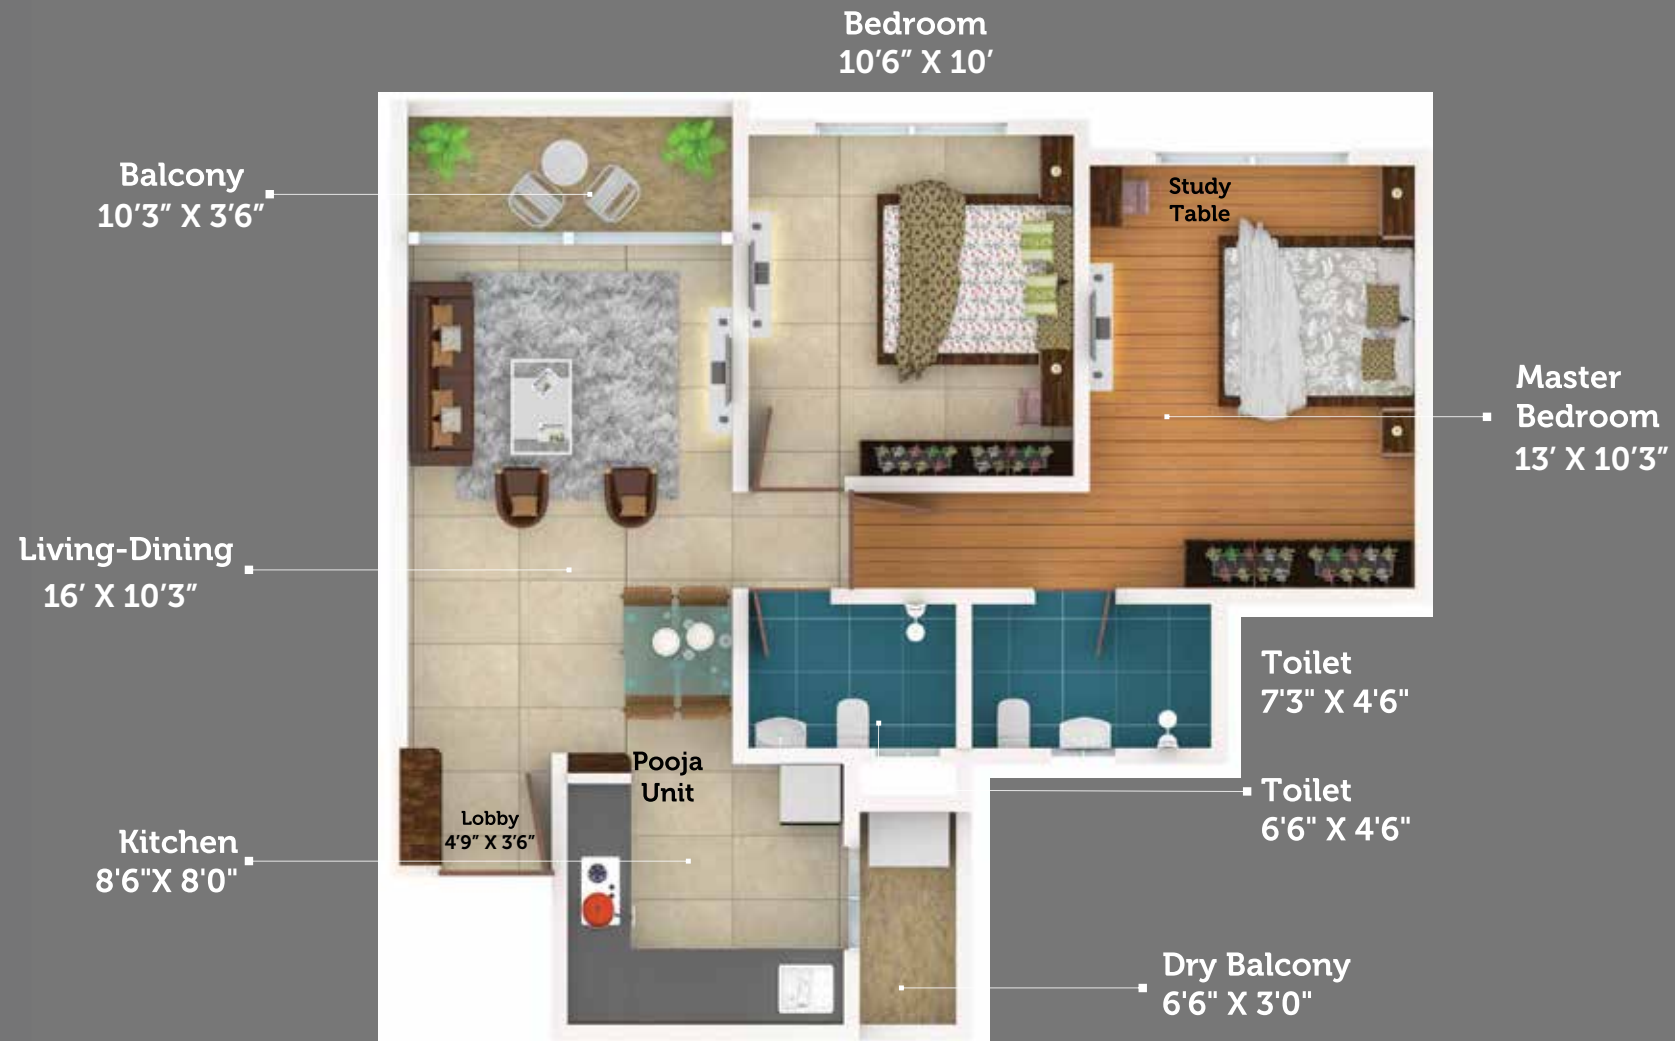 Bedroom
10’6” X 10’
Balcony
10’3” X 3’6”
Study
Table
Master
Bedroom
13’ X 10’3”
Living-Dining
16’ X 10’3”
Toilet
7'3" X 4'6"
Pooja
Unit
Toilet
6'6" X 4'6"
Lobby
4’9” X 3’6”
Kitchen
8'6"X 8'0"
Dry Balcony
6'6" X 3'0"